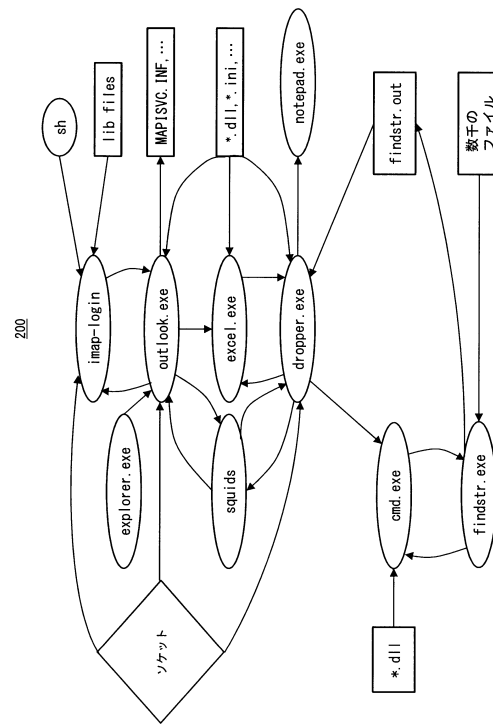 200
sh
lib files
MAPISVC.INF,…
*.dll,*.ini,…
notepad.exe
findstr.out
数千の
ファイル
imap-login
outlook.exe
excel.exe
dropper.exe
explorer.exe
squids
cmd.exe
findstr.exe
ソケット
*.dll